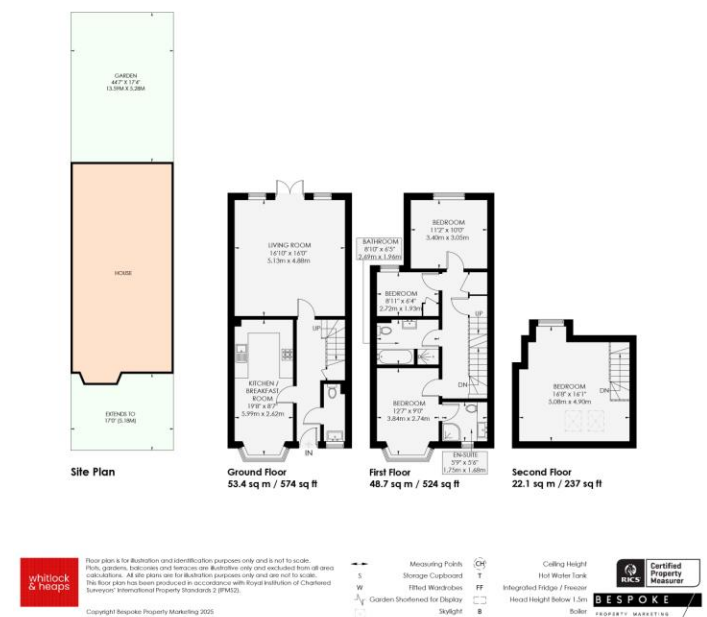 GARDEN
44'7" X 17'4"
13.59M X 5.28M
HOUSE
EXTENDS TO
17'0" (5.18M)
Site Plan
LIVING ROOM
16'10" x 16'0"
5.13m x 4.88m
UP
KITCHEN /
BREAKFAST
ROOM
19'8" x 8'7"
5.99m x 2.62m
IN
Ground Floor
53.4 sq m / 574 sq ft
BEDROOM
11'2" x 10'0"
3.40m x 3.05m
BATHROOM
8'10" x 6'5"
2.69m x 1.96m
BEDROOM
8'11" x 6'4"
2.72m x 1.93m
UP
DN
BEDROOM
12'7" x 9'0"
3.84m x 2.74m
EN-SUITE
5'9" x 5'6"
1.75m x 1.68m
First Floor
48.7 sq m / 524 sq ft
BEDROOM
16'8" x 16'1"
5.08m x 4.90m
DN
Second Floor
22.1 sq m / 237 sq ft
whitlock
& heaps
Floor plan is for illustration and identification purposes only and is not to scale.
Plots, gardens, balconies and terraces are illustrative only and excluded from all area
calculations. All site plans are for illustration purposes only and are not to scale.
This floor plan has been produced in accordance with Royal Institution of Chartered
Surveyors' International Property Standards 2 (IPMS2).
Copyright Bespoke Property Marketing 2025
Measuring Points
S Storage Cupboard
W Fitted Wardrobes
Garden Shortened for Display
Skylight
CH Ceiling Height
T Hot Water Tank
FF Integrated Fridge / Freezer
Head Height Below 1.5m
B Boiler
RICS
Certified
Property
Measurer
BESPOKE
PROPERTY MARKETING